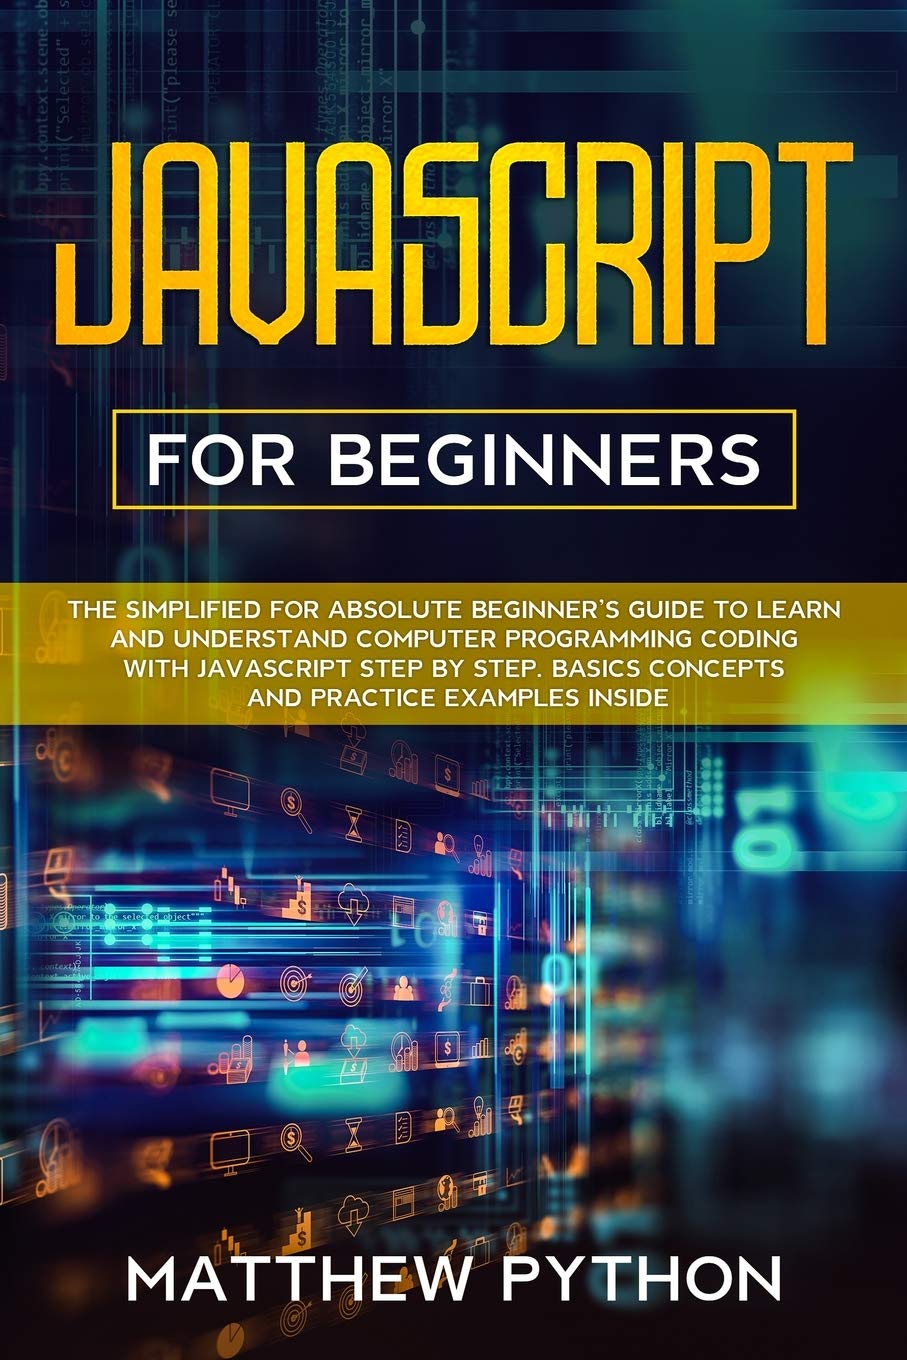 JAVASCRIPT
FOR BEGINNERS
THE SIMPLIFIED FOR ABSOLUTE BEGINNER'S GUIDE TO LEARN
AND UNDERSTAND COMPUTER PROGRAMMING CODING
WITH JAVASCRIPT STEP BY STEP. BASICS CONCEPTS
AND PRACTICE EXAMPLES INSIDE
01
MATTHEW PYTHON